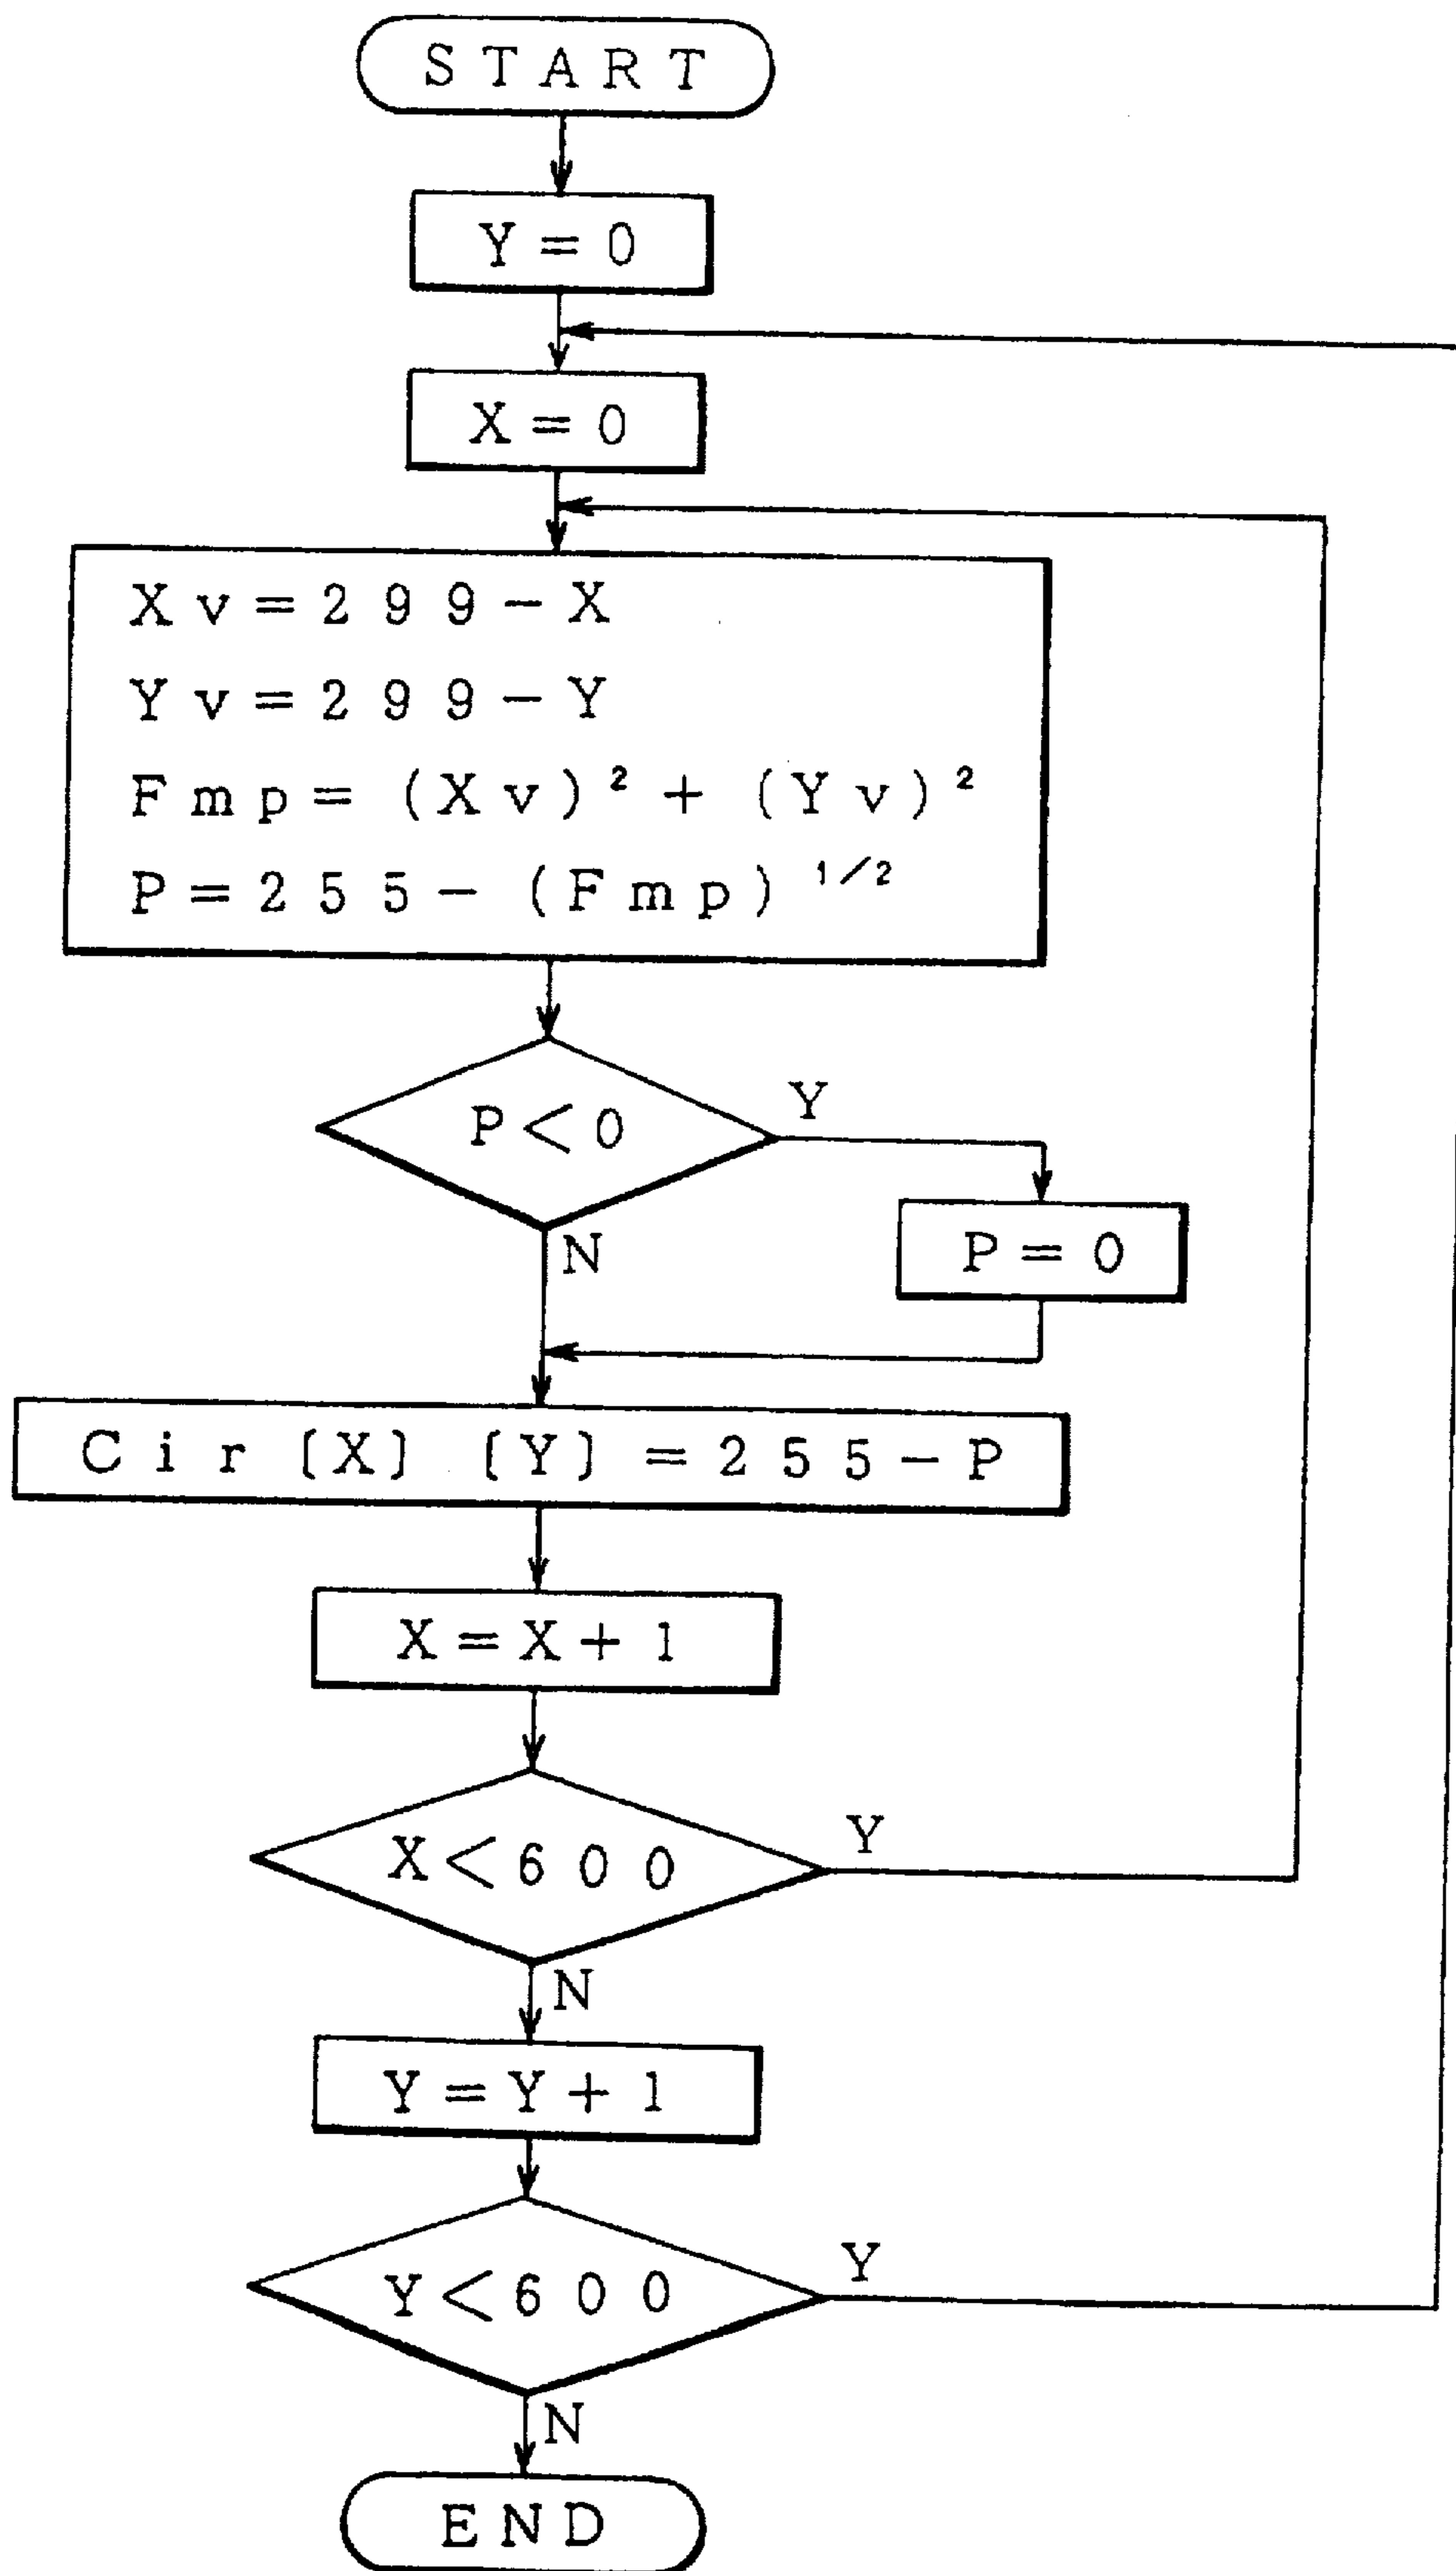 START
Y=0
X=0
Xv=299-X
Yv=299-Y
Fmp=(Xv)²+(Yv)²
P=255-(Fmp)¹/²
P<0
Y
N
P=0
Cir [X] [Y] =255-P
X=X+1
X<600
Y
N
Y=Y+1
Y<600
Y
N
END